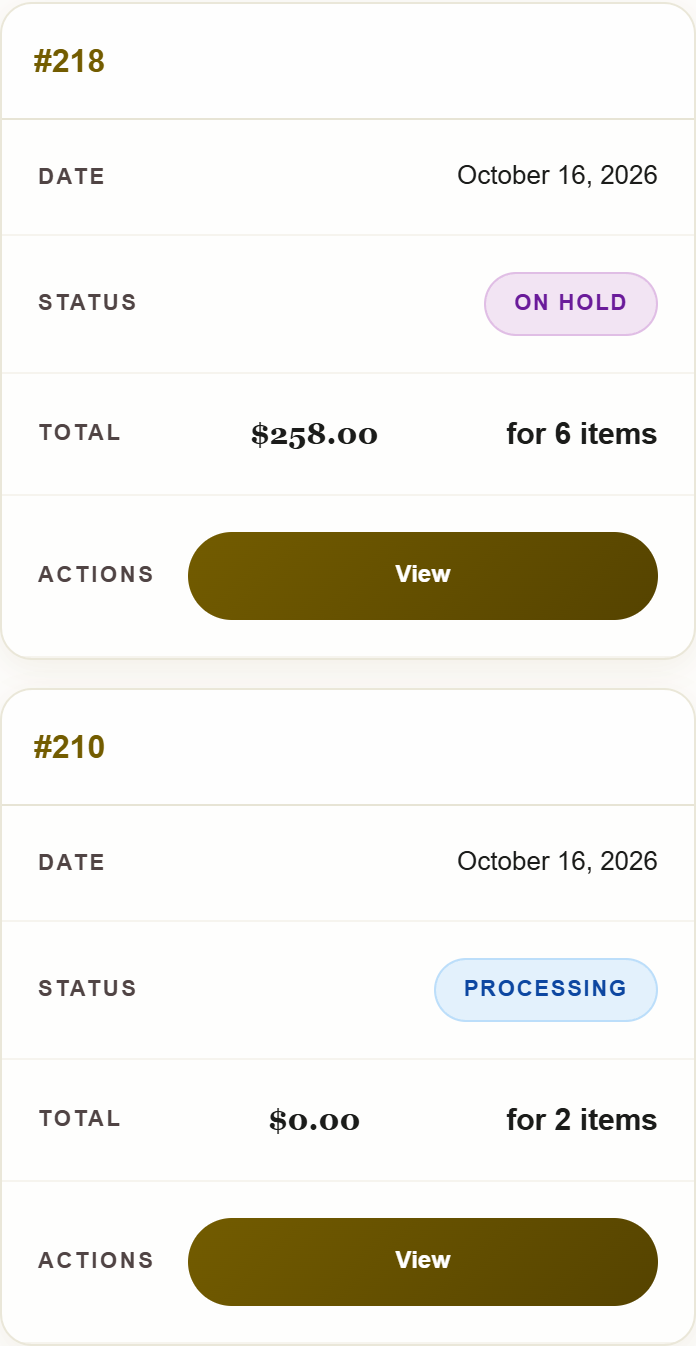 #218
DATE October 16, 2026
STATUS ON HOLD
TOTAL $258.00 for 6 items
ACTIONS View
#210
DATE October 16, 2026
STATUS PROCESSING
TOTAL $0.00 for 2 items
ACTIONS View